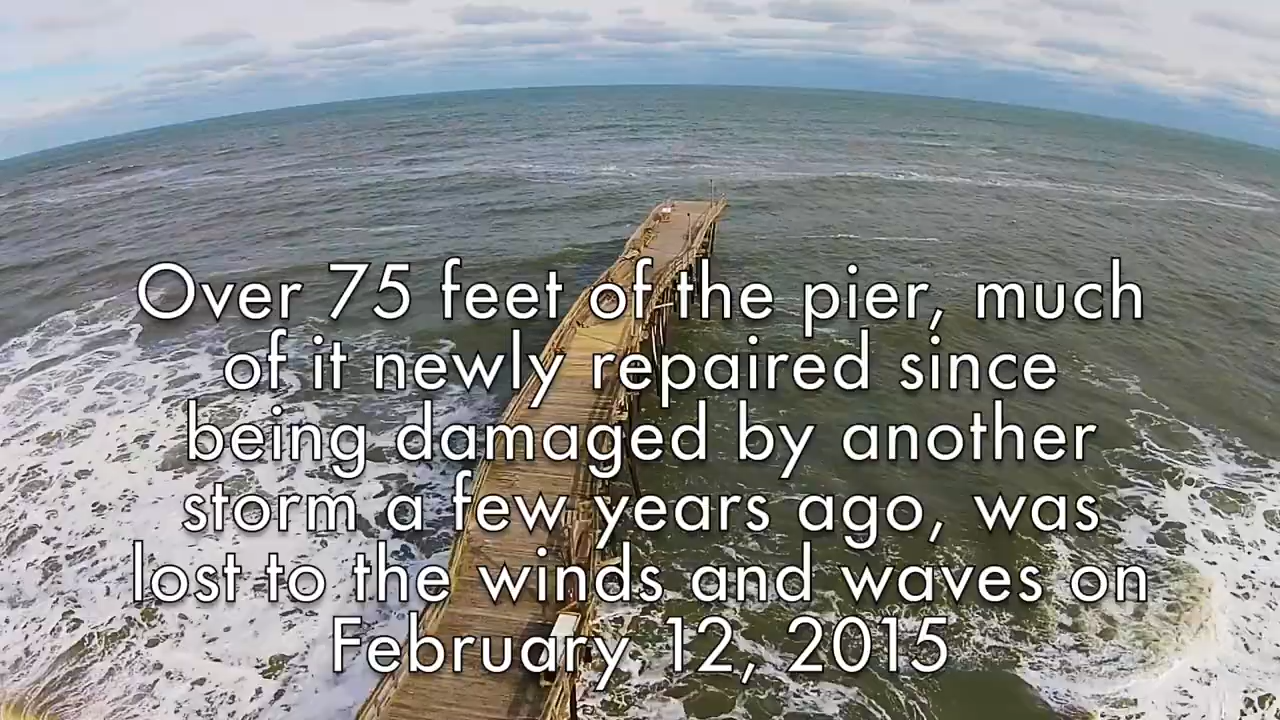 Over 75 feet of the pier, much
of it newly repaired since
being damaged by another
storm a few years ago, was
lost to the winds and waves on
February 12, 2015